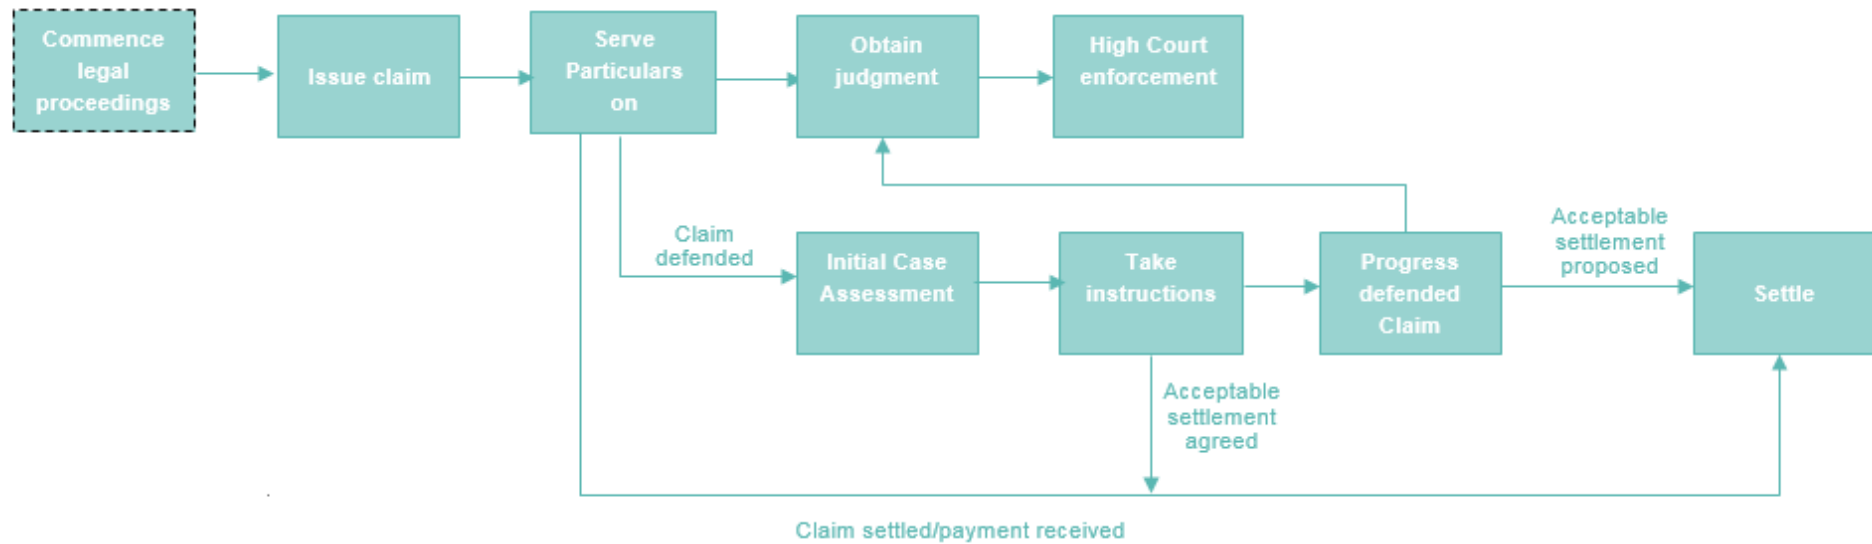 Commence
legal
proceedings
Issue claim
Serve
Particulars
on
Obtain
judgment
High Court
enforcement
Claim
defended
Initial Case
Assessment
Take
instructions
Progress
defended
Claim
Acceptable
settlement
proposed
Settle
Acceptable
settlement
agreed
Claim settled/payment received